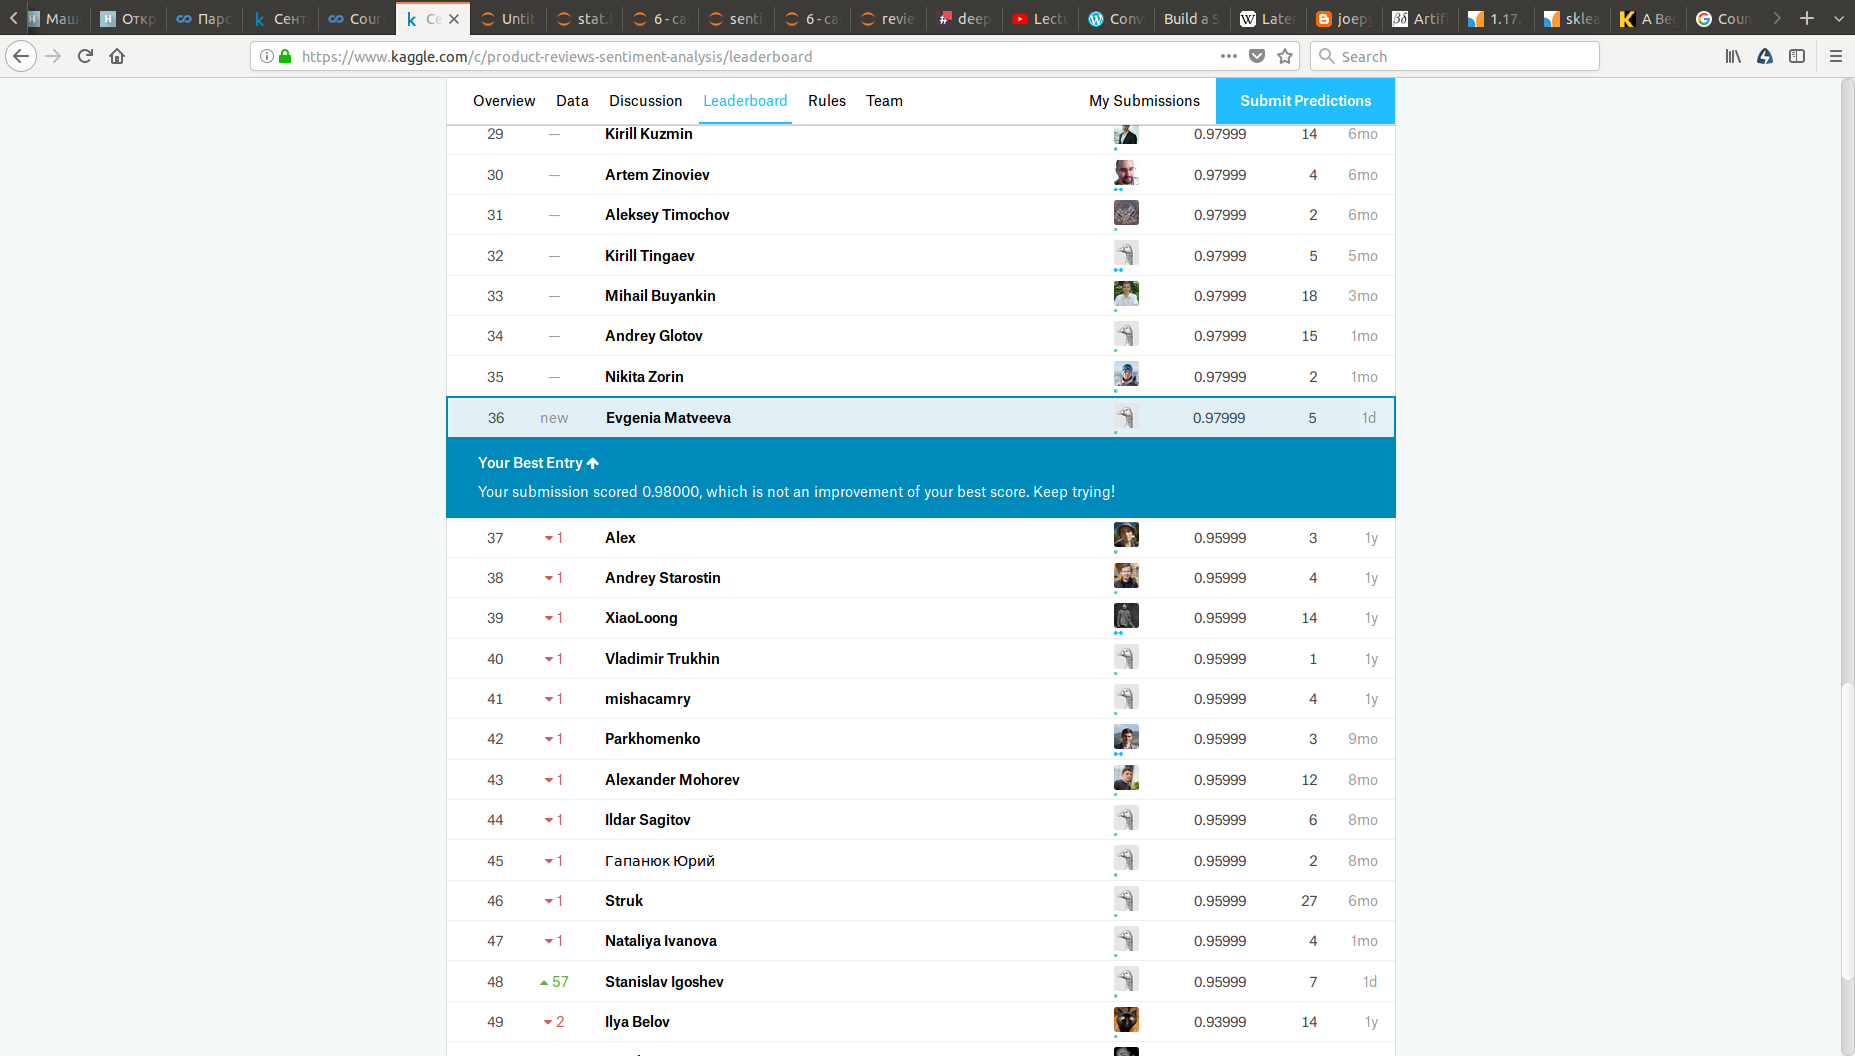 Маши
Откр
Парс
Сент
Cour
Се
Untit
stat.
6 - са
senti
6 - са
6 - са
revie
deep
Lectu
Conv
Build a S
Later
joepy
Artifi
1.17.
sklea
A Beg
Coun
https://www.kaggle.com/c/product-reviews-sentiment-analysis/leaderboard
Search
Overview Data Discussion Leaderboard Rules Team My Submissions Submit Predictions
29 — Kirill Kuzmin 0.97999 14 6mo
30 — Artem Zinoviev 0.97999 4 6mo
31 — Aleksey Timochov 0.97999 2 6mo
32 — Kirill Tingaev 0.97999 5 5mo
33 — Mihail Buyankin 0.97999 18 3mo
34 — Andrey Glotov 0.97999 15 1mo
35 — Nikita Zorin 0.97999 2 1mo
36 new Evgenia Matveeva 0.97999 5 1d
Your Best Entry
Your submission scored 0.98000, which is not an improvement of your best score. Keep trying!
37 1 Alex 0.95999 3 1y
38 1 Andrey Starostin 0.95999 4 1y
39 1 XiaoLoong 0.95999 14 1y
40 1 Vladimir Trukhin 0.95999 1 1y
41 1 mishacamry 0.95999 4 1y
42 1 Parkhomenko 0.95999 3 9mo
43 1 Alexander Mohorev 0.95999 12 8mo
44 1 Ildar Sagitov 0.95999 6 8mo
45 1 Гапанюк Юрий 0.95999 2 8mo
46 1 Struk 0.95999 27 6mo
47 1 Nataliya Ivanova 0.95999 4 1mo
48 57 Stanislav Igoshev 0.95999 7 1d
49 2 Ilya Belov 0.93999 14 1y